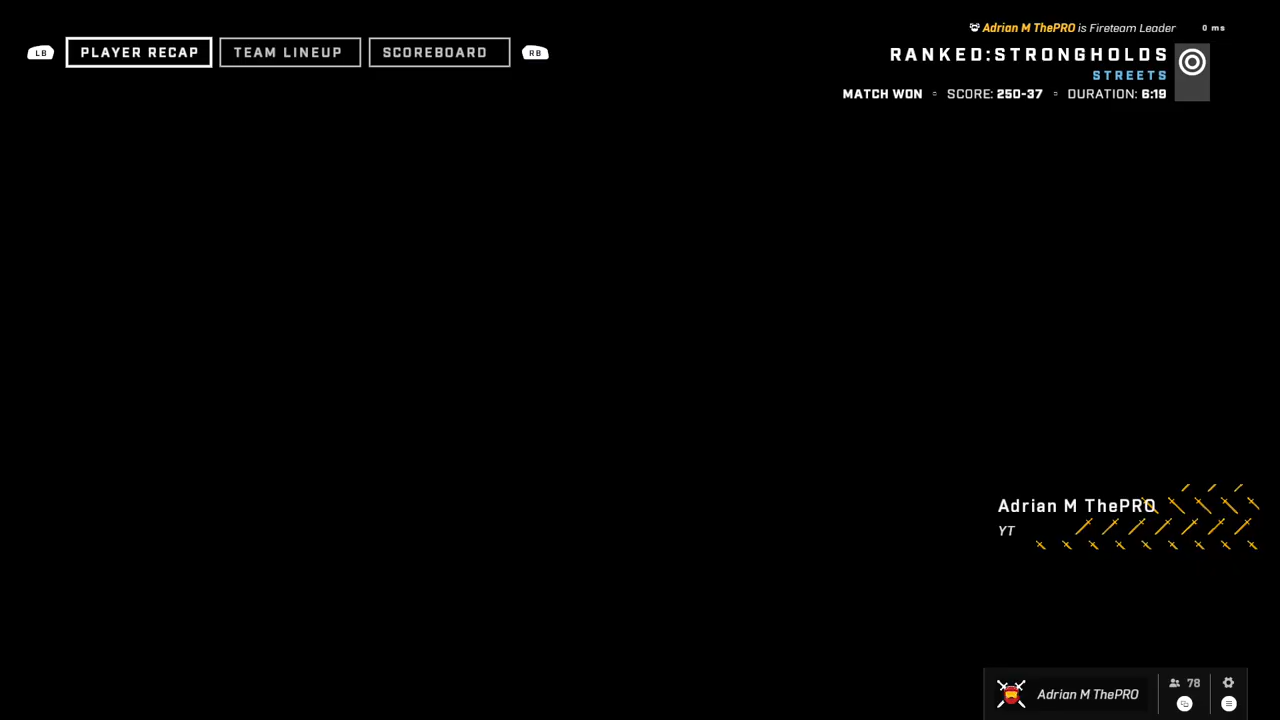 Adrian M ThePRO is Fireteam Leader
0 ms
LB
PLAYER RECAP
TEAM LINEUP
SCOREBOARD
RB
RANKED:STRONGHOLDS
STREETS
MATCH WON SCORE: 250-37 DURATION: 6:19
Adrian M ThePRO
YT
Adrian M ThePRO
78